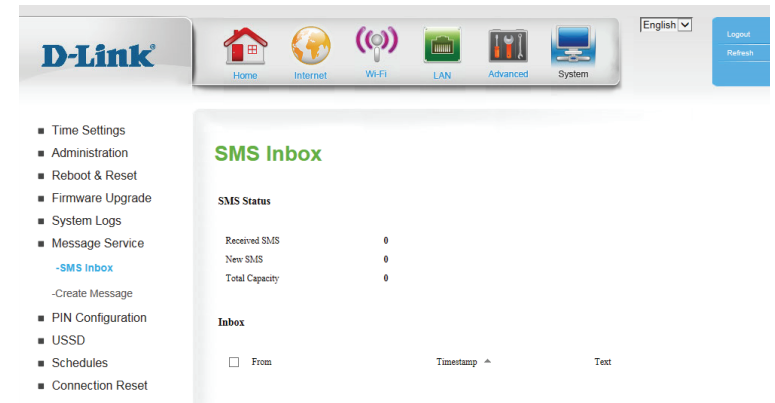 D-Link®
Home
Internet
Wi-Fi
LAN
Advanced
System
English
Logout
Refresh
Time Settings
Administration
Reboot & Reset
Firmware Upgrade
System Logs
Message Service
-SMS Inbox
-Create Message
PIN Configuration
USSD
Schedules
Connection Reset
SMS Inbox
SMS Status
Received SMS 0
New SMS 0
Total Capacity 0
Inbox
From Timestamp Text